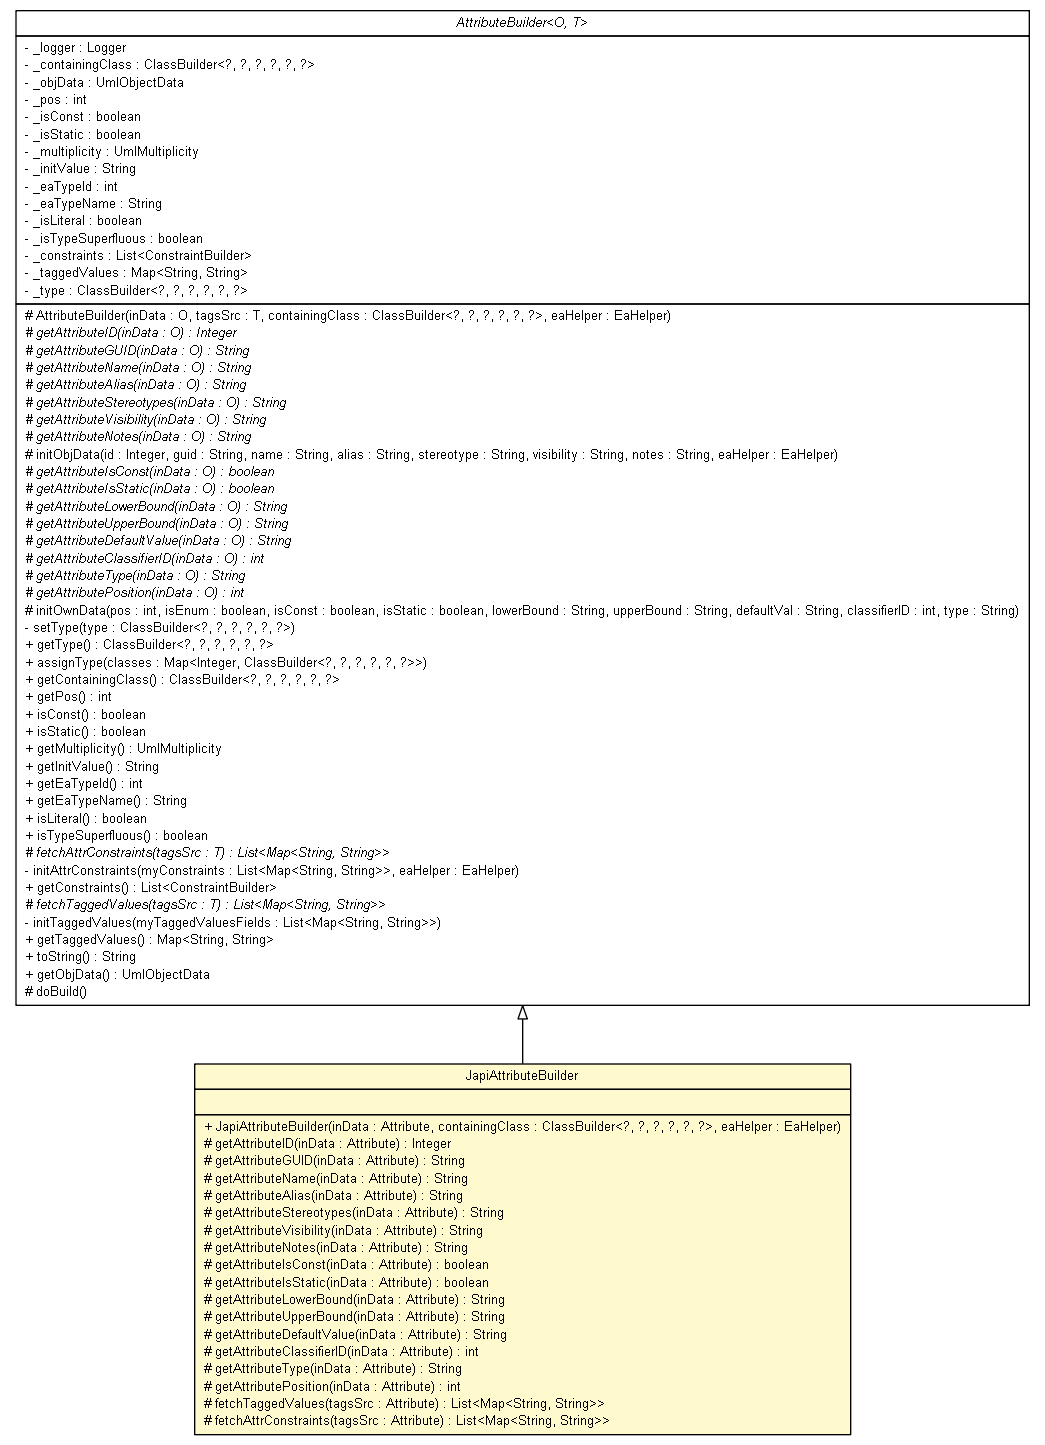 AttributeBuilder<O, T>
- _logger : Logger
- _containingClass : ClassBuilder<?, ?, ?, ?, ?, ?>
- _objData : UmlObjectData
- _pos : int
- _isConst : boolean
- _isStatic : boolean
- _multiplicity : UmlMultiplicity
- _initValue : String
- _eaTypeId : int
- _eaTypeName : String
- _isLiteral : boolean
- _isTypeSuperfluous : boolean
- _constraints : List<ConstraintBuilder>
- _taggedValues : Map<String, String>
- _type : ClassBuilder<?, ?, ?, ?, ?, ?>
# AttributeBuilder(inData : O, tagsSrc : T, containingClass : ClassBuilder<?, ?, ?, ?, ?, ?>, eaHelper : EaHelper)
# getAttributeID(inData : O) : Integer
# getAttributeGUID(inData : O) : String
# getAttributeName(inData : O) : String
# getAttributeAlias(inData : O) : String
# getAttributeStereotypes(inData : O) : String
# getAttributeVisibility(inData : O) : String
# getAttributeNotes(inData : O) : String
# initObjData(id : Integer, guid : String, name : String, alias : String, stereotype : String, visibility : String, notes : String, eaHelper : EaHelper)
# getAttributeIsConst(inData : O) : boolean
# getAttributeIsStatic(inData : O) : boolean
# getAttributeLowerBound(inData : O) : String
# getAttributeUpperBound(inData : O) : String
# getAttributeDefaultValue(inData : O) : String
# getAttributeClassifierID(inData : O) : int
# getAttributeType(inData : O) : String
# getAttributePosition(inData : O) : int
# initOwnData(pos : int, isEnum : boolean, isConst : boolean, isStatic : boolean, lowerBound : String, upperBound : String, defaultVal : String, classifierID : int, type : String)
- setType(type : ClassBuilder<?, ?, ?, ?, ?, ?>)
+ getType() : ClassBuilder<?, ?, ?, ?, ?, ?>
+ assignType(classes : Map<Integer, ClassBuilder<?, ?, ?, ?, ?, ?>>)
+ getContainingClass() : ClassBuilder<?, ?, ?, ?, ?, ?>
+ getPos() : int
+ isConst() : boolean
+ isStatic() : boolean
+ getMultiplicity() : UmlMultiplicity
+ getInitValue() : String
+ getEaTypeId() : int
+ getEaTypeName() : String
+ isLiteral() : boolean
+ isTypeSuperfluous() : boolean
# fetchAttrConstraints(tagsSrc : T) : List<Map<String, String>>
- initAttrConstraints(myConstraints : List<Map<String, String>>, eaHelper : EaHelper)
+ getConstraints() : List<ConstraintBuilder>
# fetchTaggedValues(tagsSrc : T) : List<Map<String, String>>
- initTaggedValues(myTaggedValuesFields : List<Map<String, String>>)
+ getTaggedValues() : Map<String, String>
+ toString() : String
+ getObjData() : UmlObjectData
# doBuild()
JapiAttributeBuilder
+ JapiAttributeBuilder(inData : Attribute, containingClass : ClassBuilder<?, ?, ?, ?, ?, ?>, eaHelper : EaHelper)
# getAttributeID(inData : Attribute) : Integer
# getAttributeGUID(inData : Attribute) : String
# getAttributeName(inData : Attribute) : String
# getAttributeAlias(inData : Attribute) : String
# getAttributeStereotypes(inData : Attribute) : String
# getAttributeVisibility(inData : Attribute) : String
# getAttributeNotes(inData : Attribute) : String
# getAttributeIsConst(inData : Attribute) : boolean
# getAttributeIsStatic(inData : Attribute) : boolean
# getAttributeLowerBound(inData : Attribute) : String
# getAttributeUpperBound(inData : Attribute) : String
# getAttributeDefaultValue(inData : Attribute) : String
# getAttributeClassifierID(inData : Attribute) : int
# getAttributeType(inData : Attribute) : String
# getAttributePosition(inData : Attribute) : int
# fetchTaggedValues(tagsSrc : Attribute) : List<Map<String, String>>
# fetchAttrConstraints(tagsSrc : Attribute) : List<Map<String, String>>